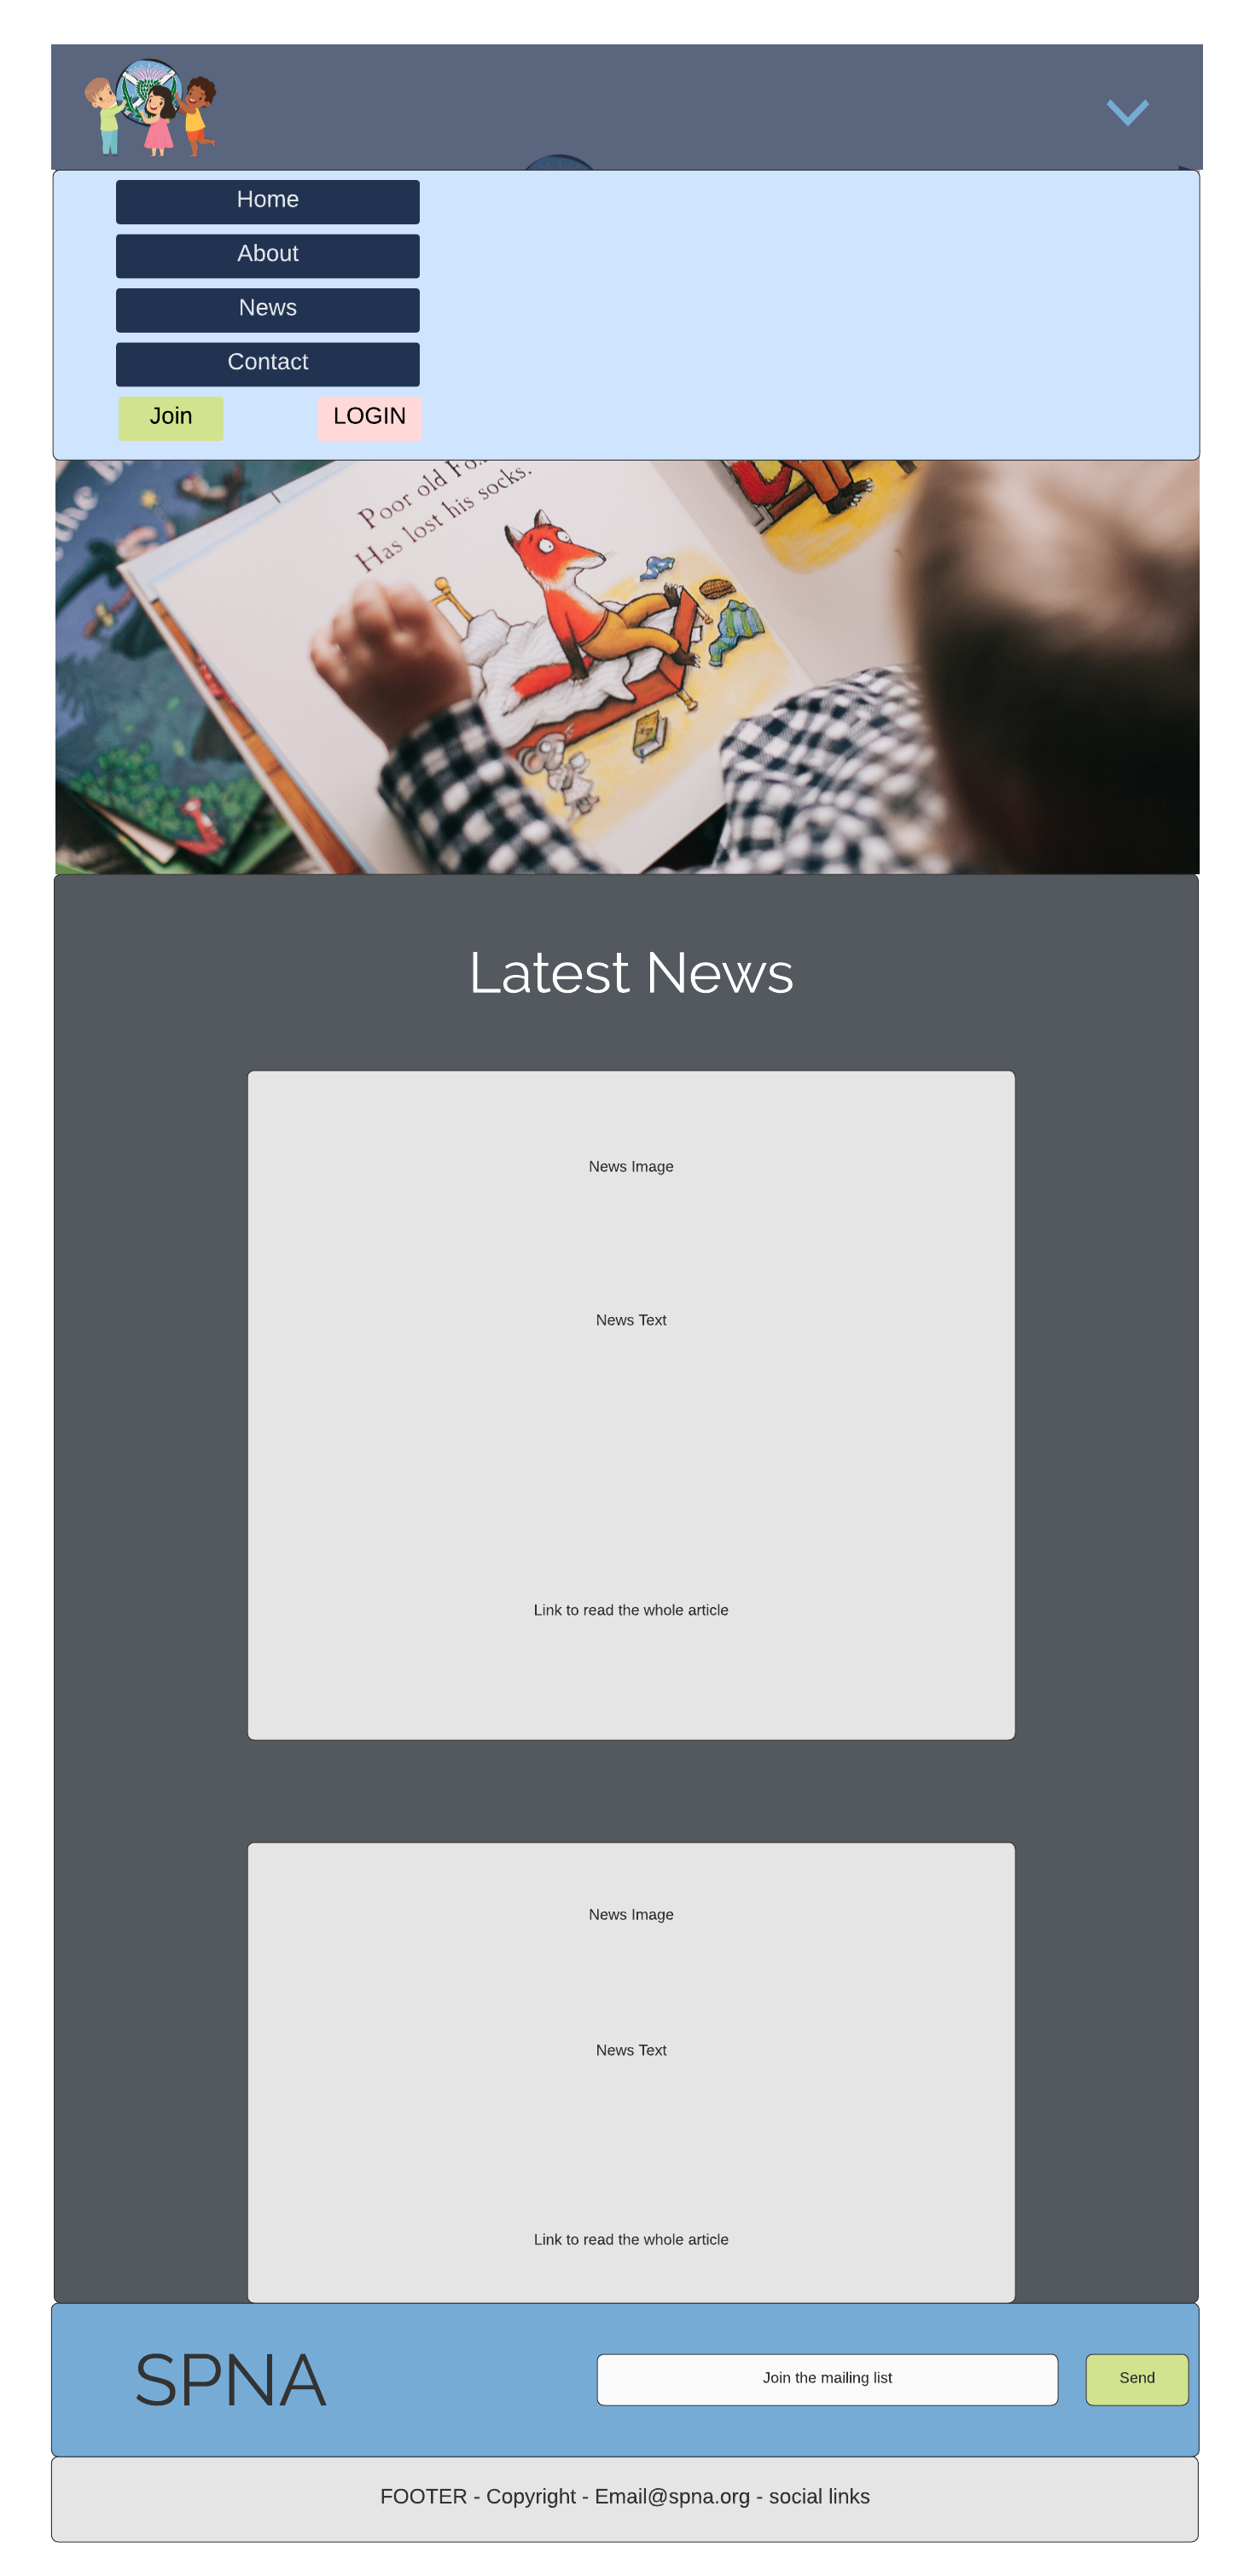 Home
About
News
Contact
Join
LOGIN
the
Poor old Fo
Has lost his socks.
Latest News
News Image
News Text
Link to read the whole article
News Image
News Text
Link to read the whole article
SPNA
Join the mailing list
Send
FOOTER - Copyright - Email@spna.org - social links